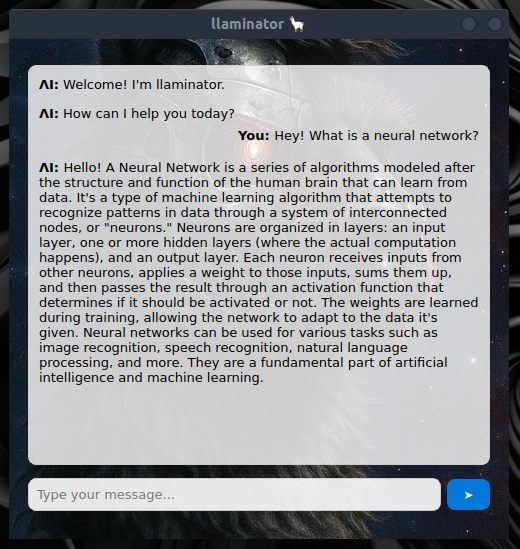 llaminator 🦙
ΛI: Welcome! I'm llaminator.
ΛI: How can I help you today?
You: Hey! What is a neural network?
ΛI: Hello! A Neural Network is a series of algorithms modeled after
the structure and function of the human brain that can learn from
data. It's a type of machine learning algorithm that attempts to
recognize patterns in data through a system of interconnected
nodes, or "neurons." Neurons are organized in layers: an input
layer, one or more hidden layers (where the actual computation
happens), and an output layer. Each neuron receives inputs from
other neurons, applies a weight to those inputs, sums them up,
and then passes the result through an activation function that
determines if it should be activated or not. The weights are learned
during training, allowing the network to adapt to the data it's
given. Neural networks can be used for various tasks such as
image recognition, speech recognition, natural language
processing, and more. They are a fundamental part of artificial
intelligence and machine learning.
Type your message...
➤